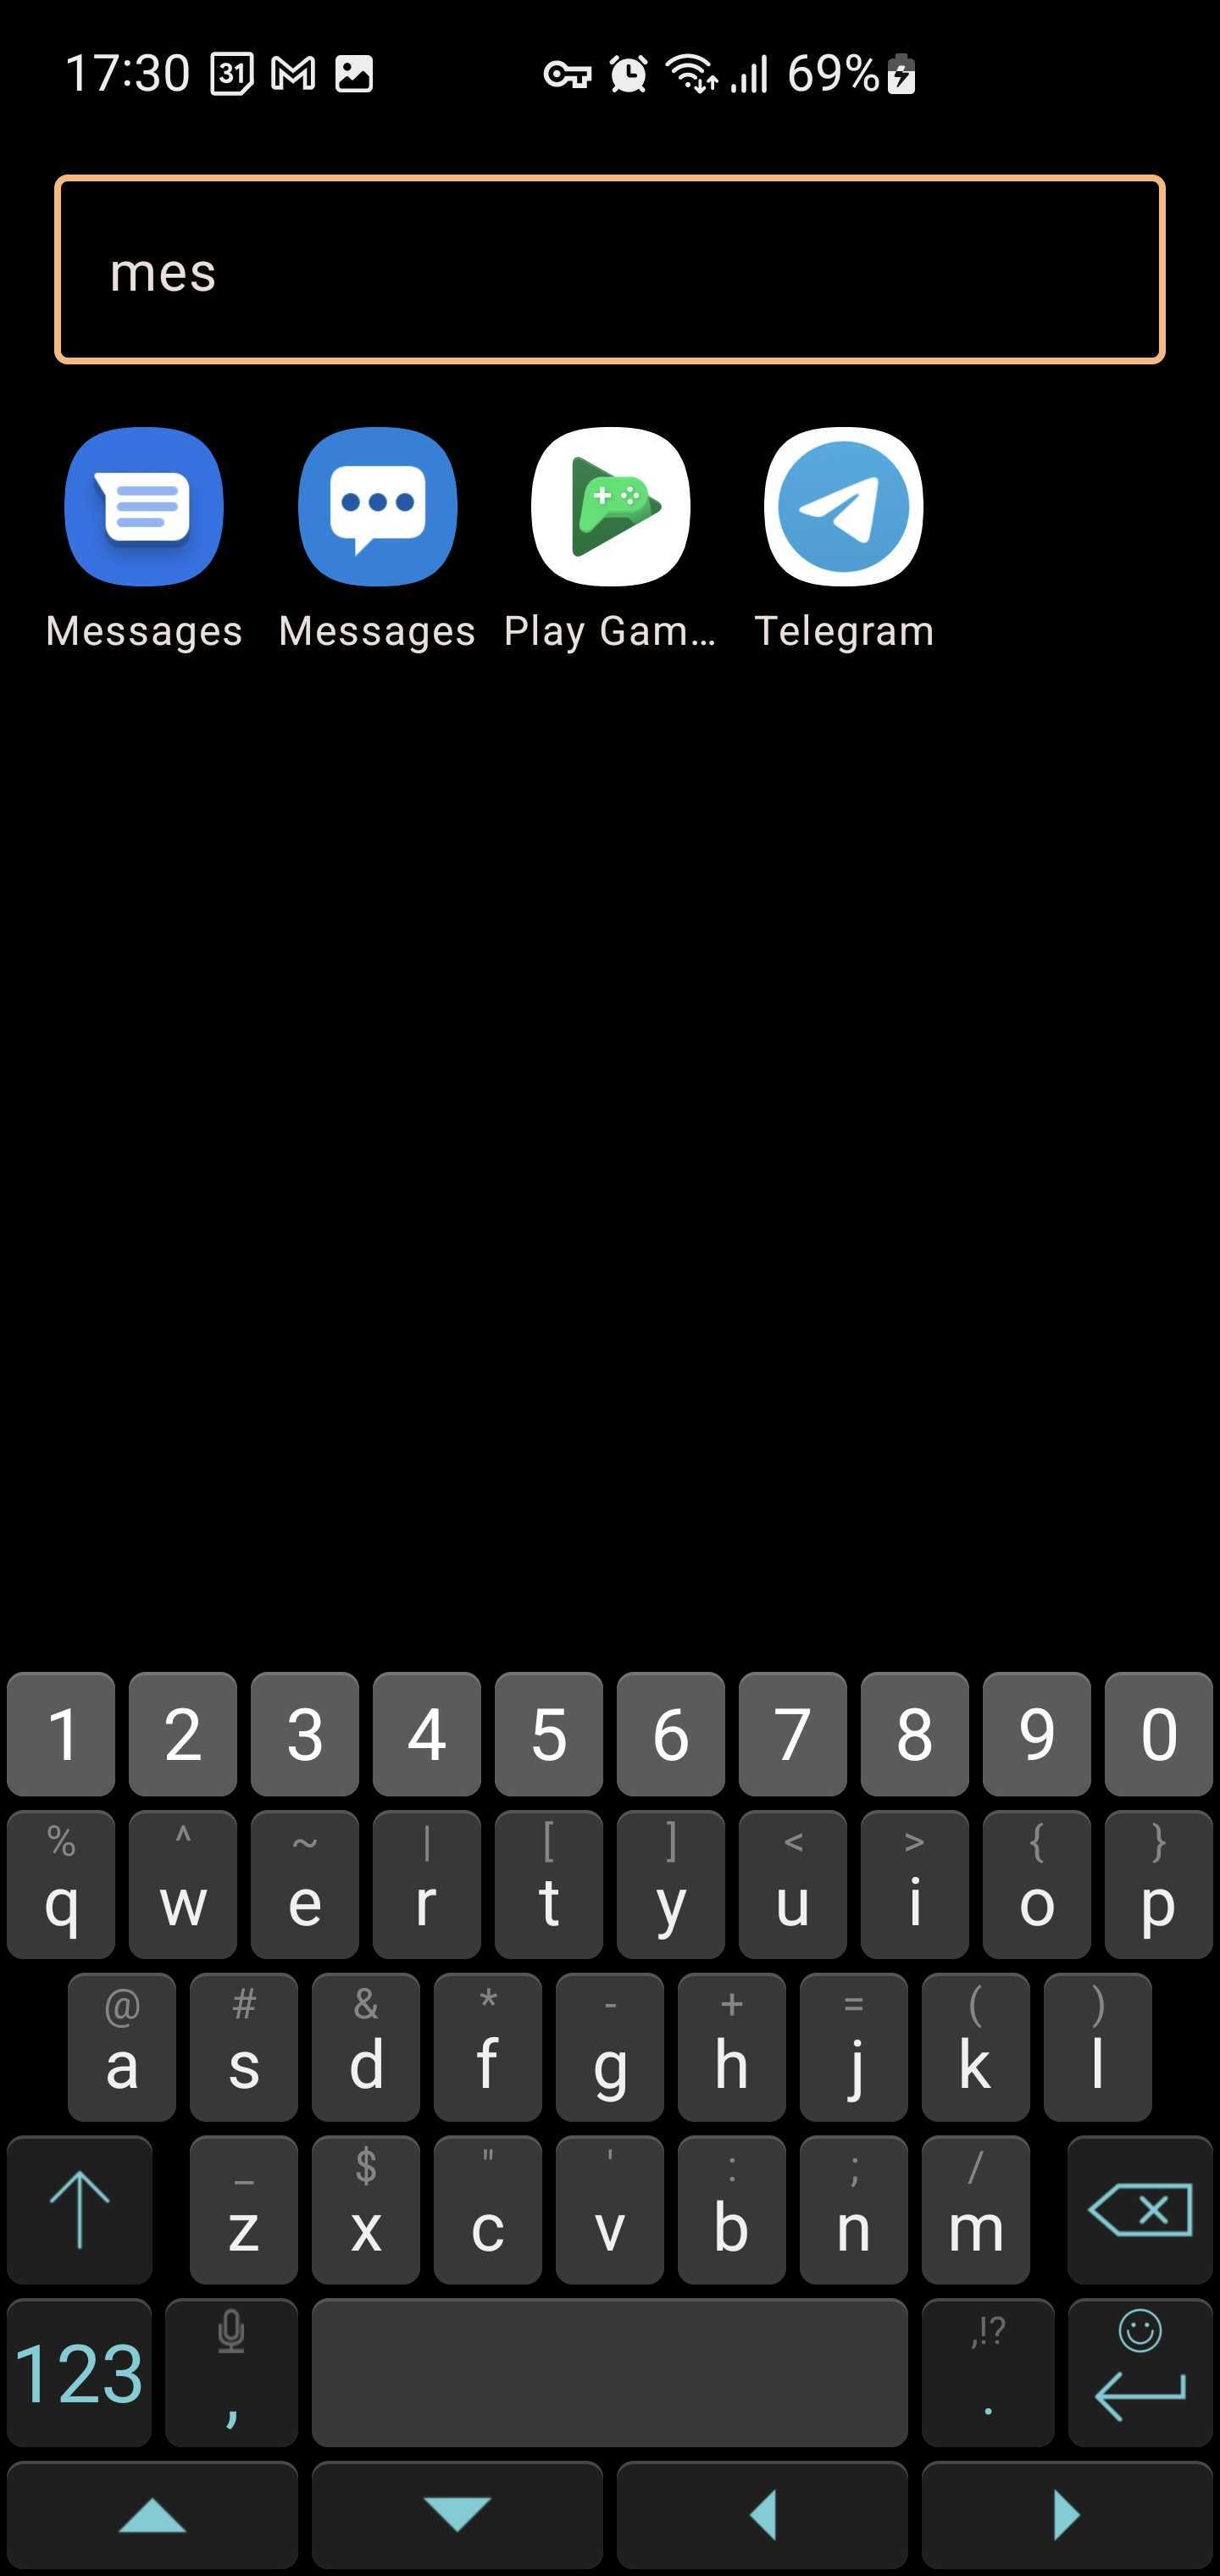 17:30 31 69%
mes
Messages Messages Play Gam... Telegram
1 2 3 4 5 6 7 8 9 0
% ^ ~ | [ ] < > { }
q w e r t y u i o p
@ # & * - + = ( )
a s d f g h j k l
_ $ " ' : ; /
z x c v b n m
,!?
123 , .